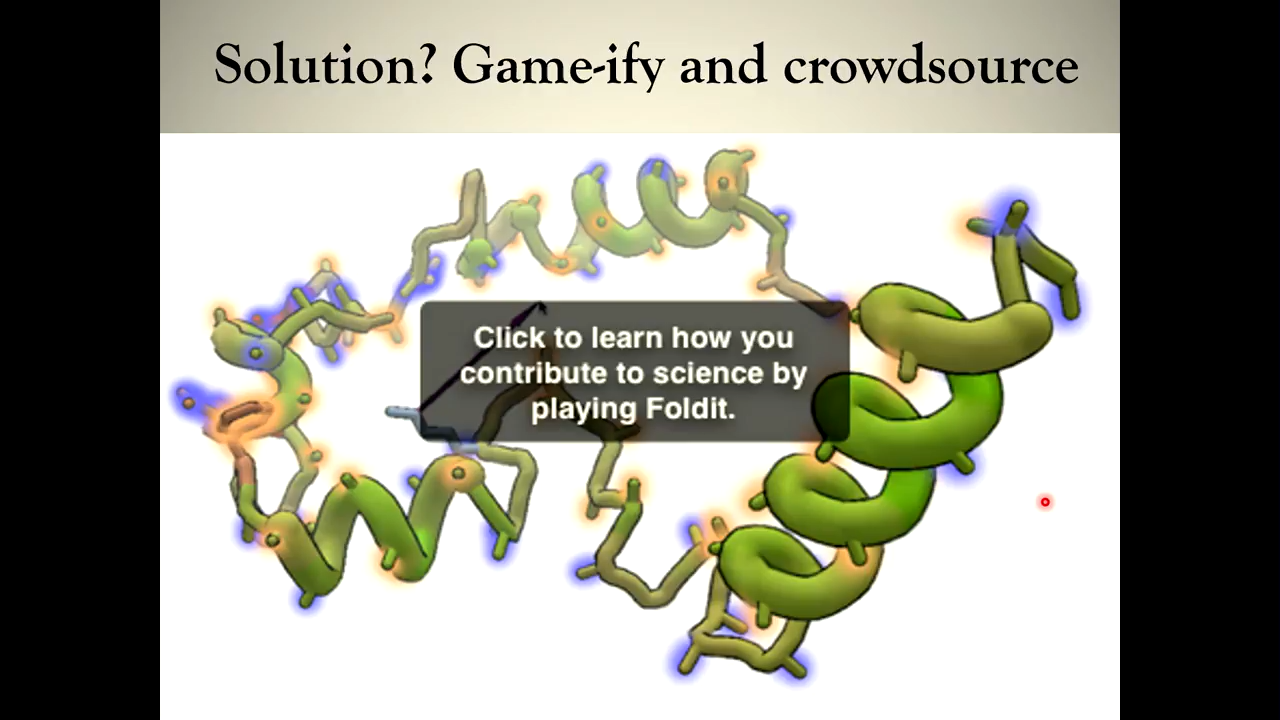 Solution? Game-ify and crowdsource
Click to learn how you
contribute to science by
playing Foldit.